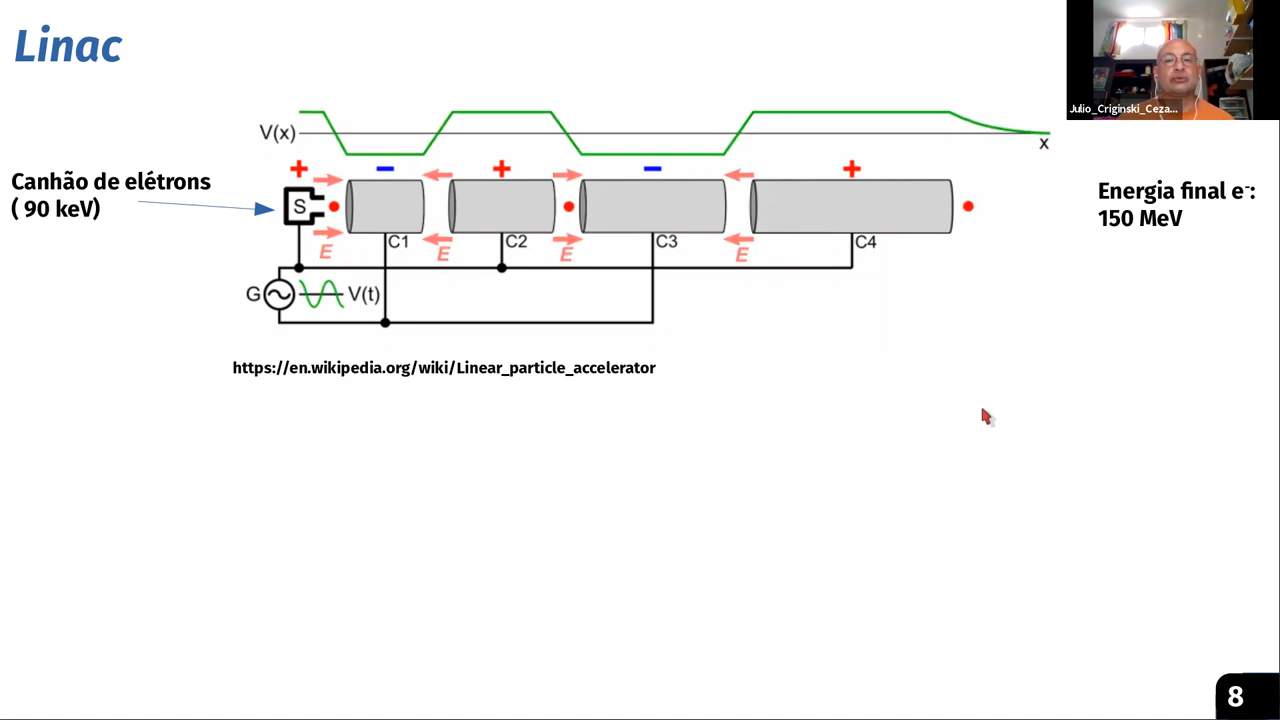 Linac
Julio_Criginski_Ceza...
V(x)
x
+ − + − +
Canhão de elétrons
( 90 keV)
S
Energia final e⁻:
150 MeV
C1 C2 C3 C4
E E E E
G V(t)
https://en.wikipedia.org/wiki/Linear_particle_accelerator
8